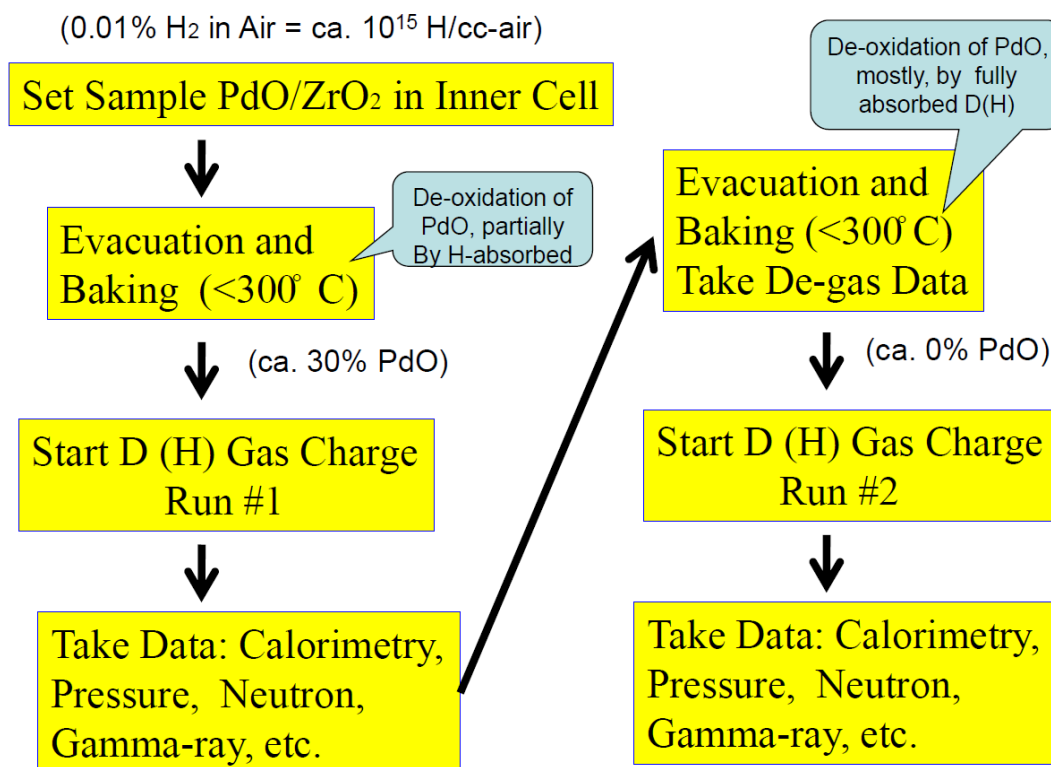 (0.01% H₂ in Air = ca. 10¹⁵ H/cc-air)
Set Sample PdO/ZrO₂ in Inner Cell
Evacuation and
Baking (<300° C)
De-oxidation of
PdO, partially
By H-absorbed
(ca. 30% PdO)
Start D (H) Gas Charge
Run #1
Take Data: Calorimetry,
Pressure, Neutron,
Gamma-ray, etc.
De-oxidation of PdO,
mostly, by fully
absorbed D(H)
Evacuation and
Baking (<300° C)
Take De-gas Data
(ca. 0% PdO)
Start D (H) Gas Charge
Run #2
Take Data: Calorimetry,
Pressure, Neutron,
Gamma-ray, etc.